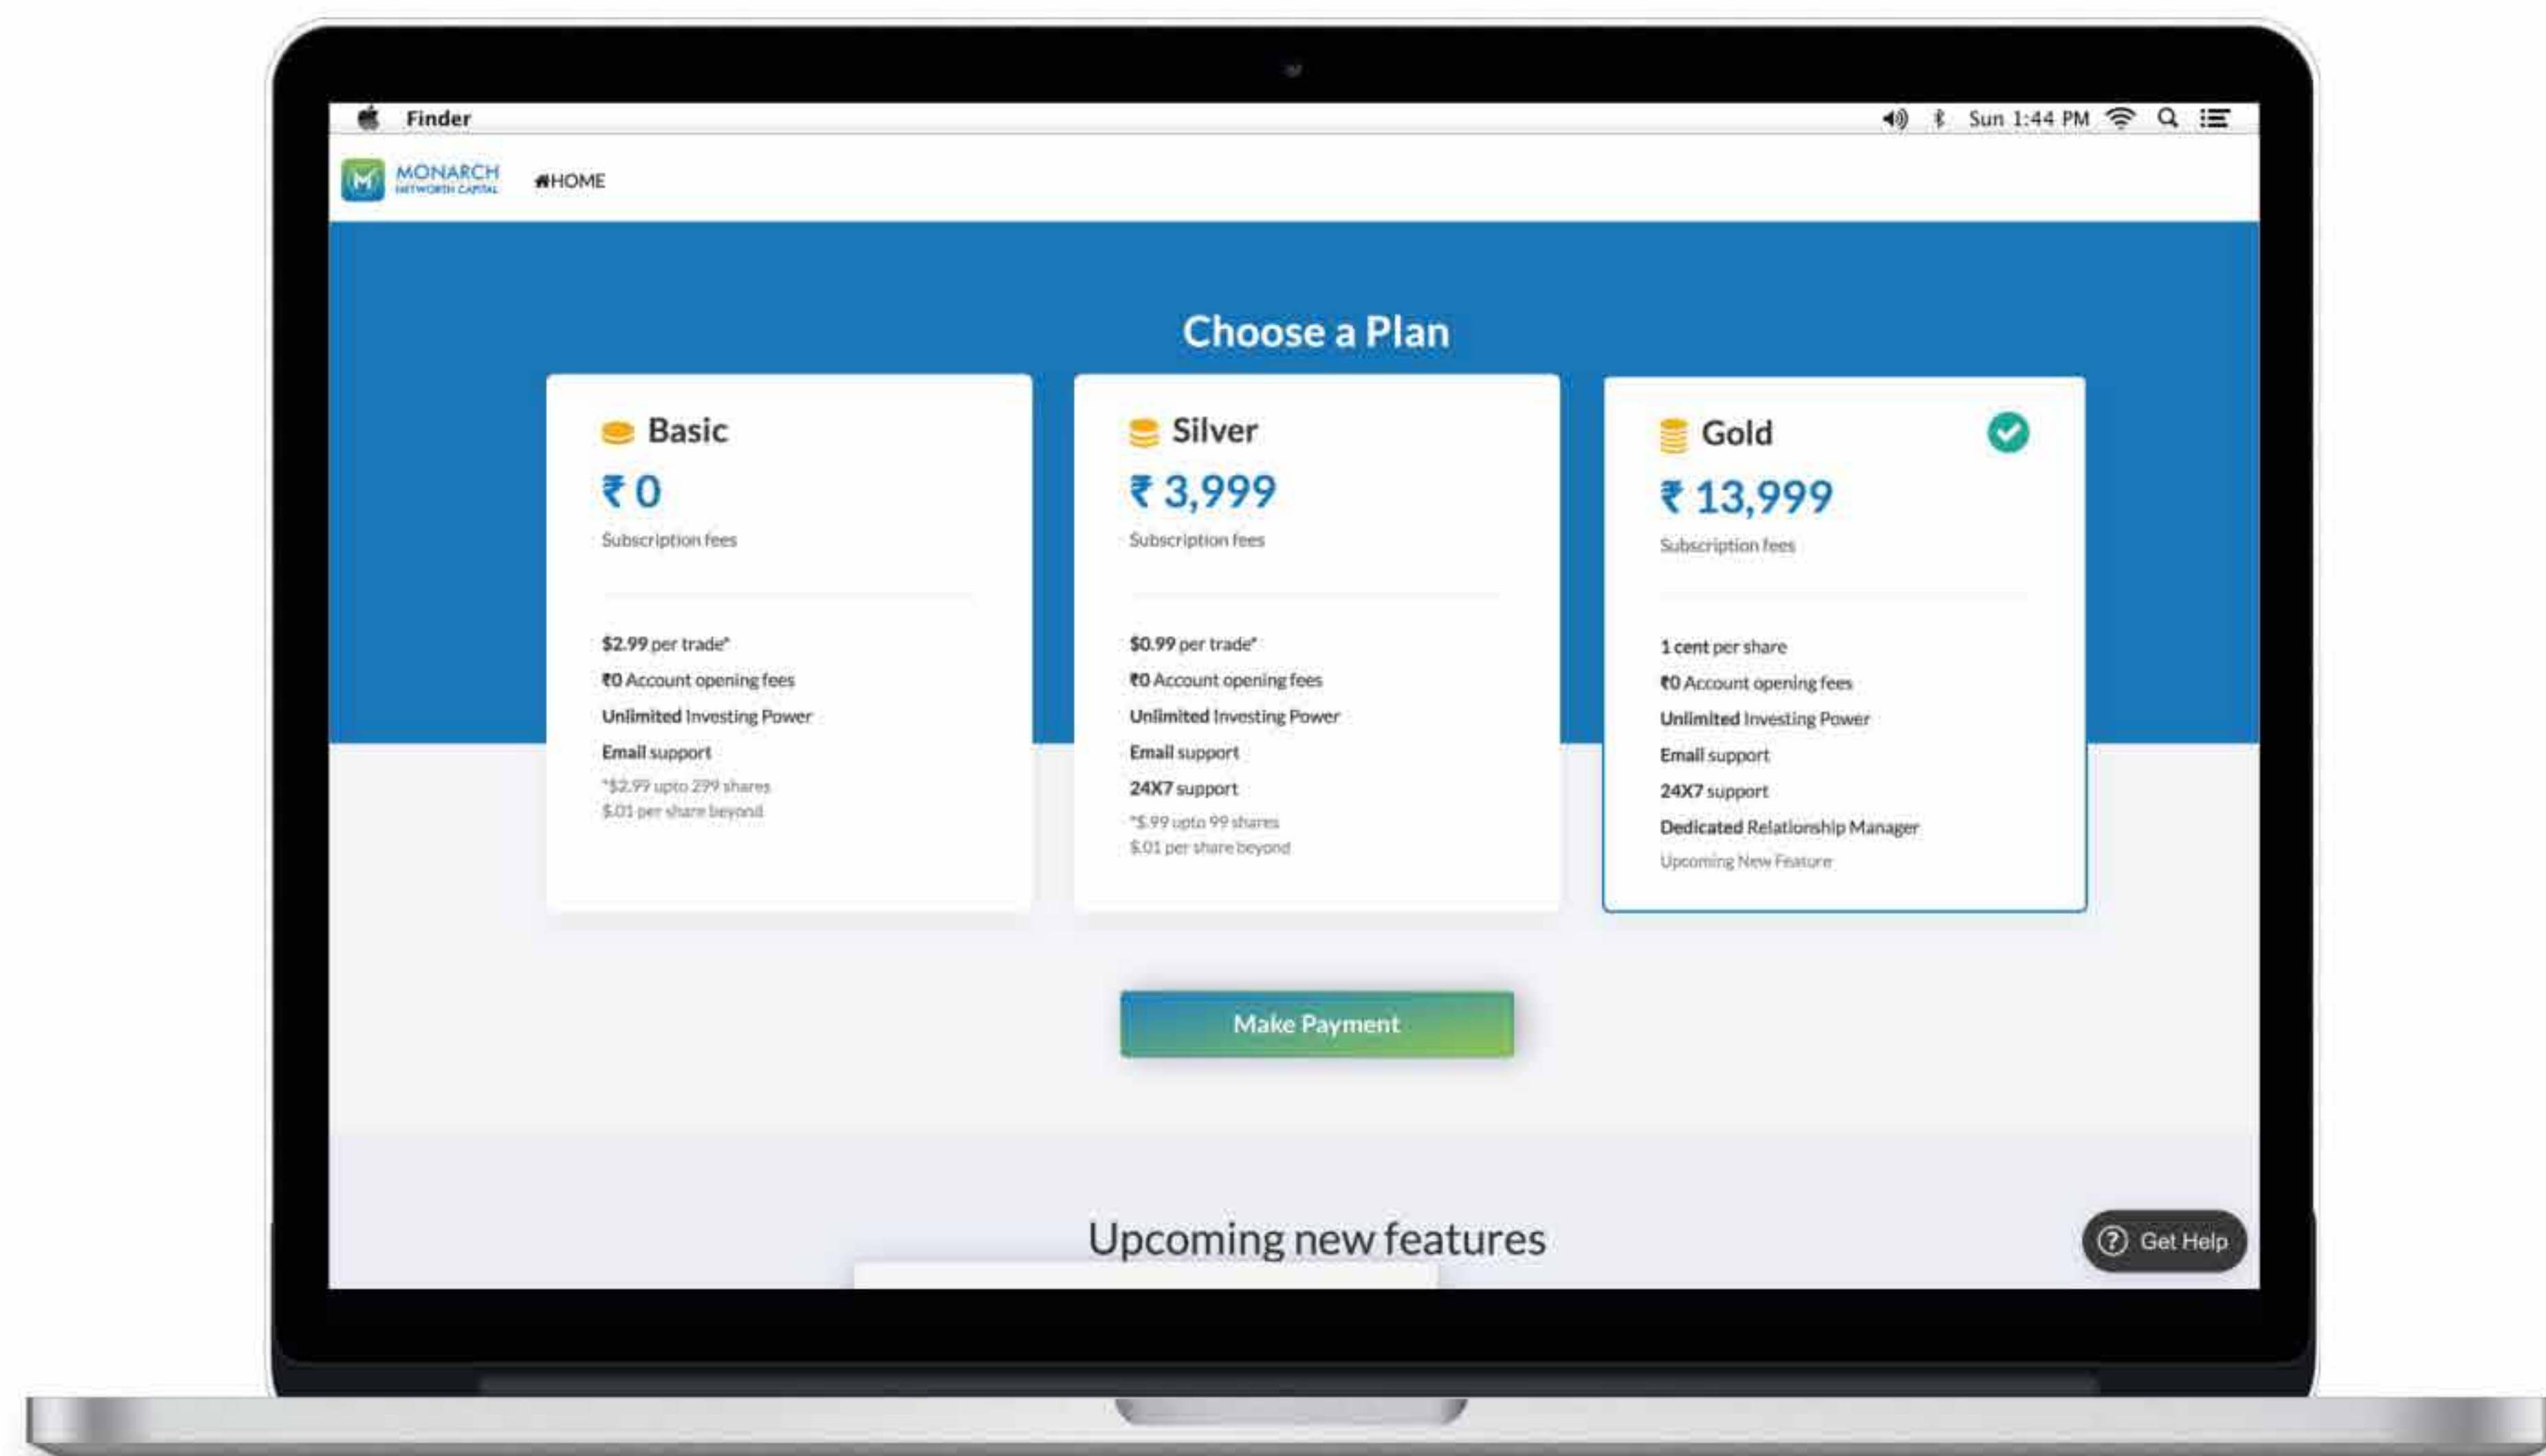 Finder
Sun 1:44 PM
M
MONARCH
NETWORTH CAPITAL
HOME
Choose a Plan
Basic
₹ 0
Subscription fees
$2.99 per trade*
₹0 Account opening fees
Unlimited Investing Power
Email support
*$2.99 upto 299 shares
$.01 per share beyond
Silver
₹ 3,999
Subscription fees
$0.99 per trade*
₹0 Account opening fees
Unlimited Investing Power
Email support
24X7 support
*$.99 upto 99 shares
$.01 per share beyond
Gold
₹ 13,999
Subscription fees
1 cent per share
₹0 Account opening fees
Unlimited Investing Power
Email support
24X7 support
Dedicated Relationship Manager
Upcoming New Feature
Make Payment
Upcoming new features
? Get Help